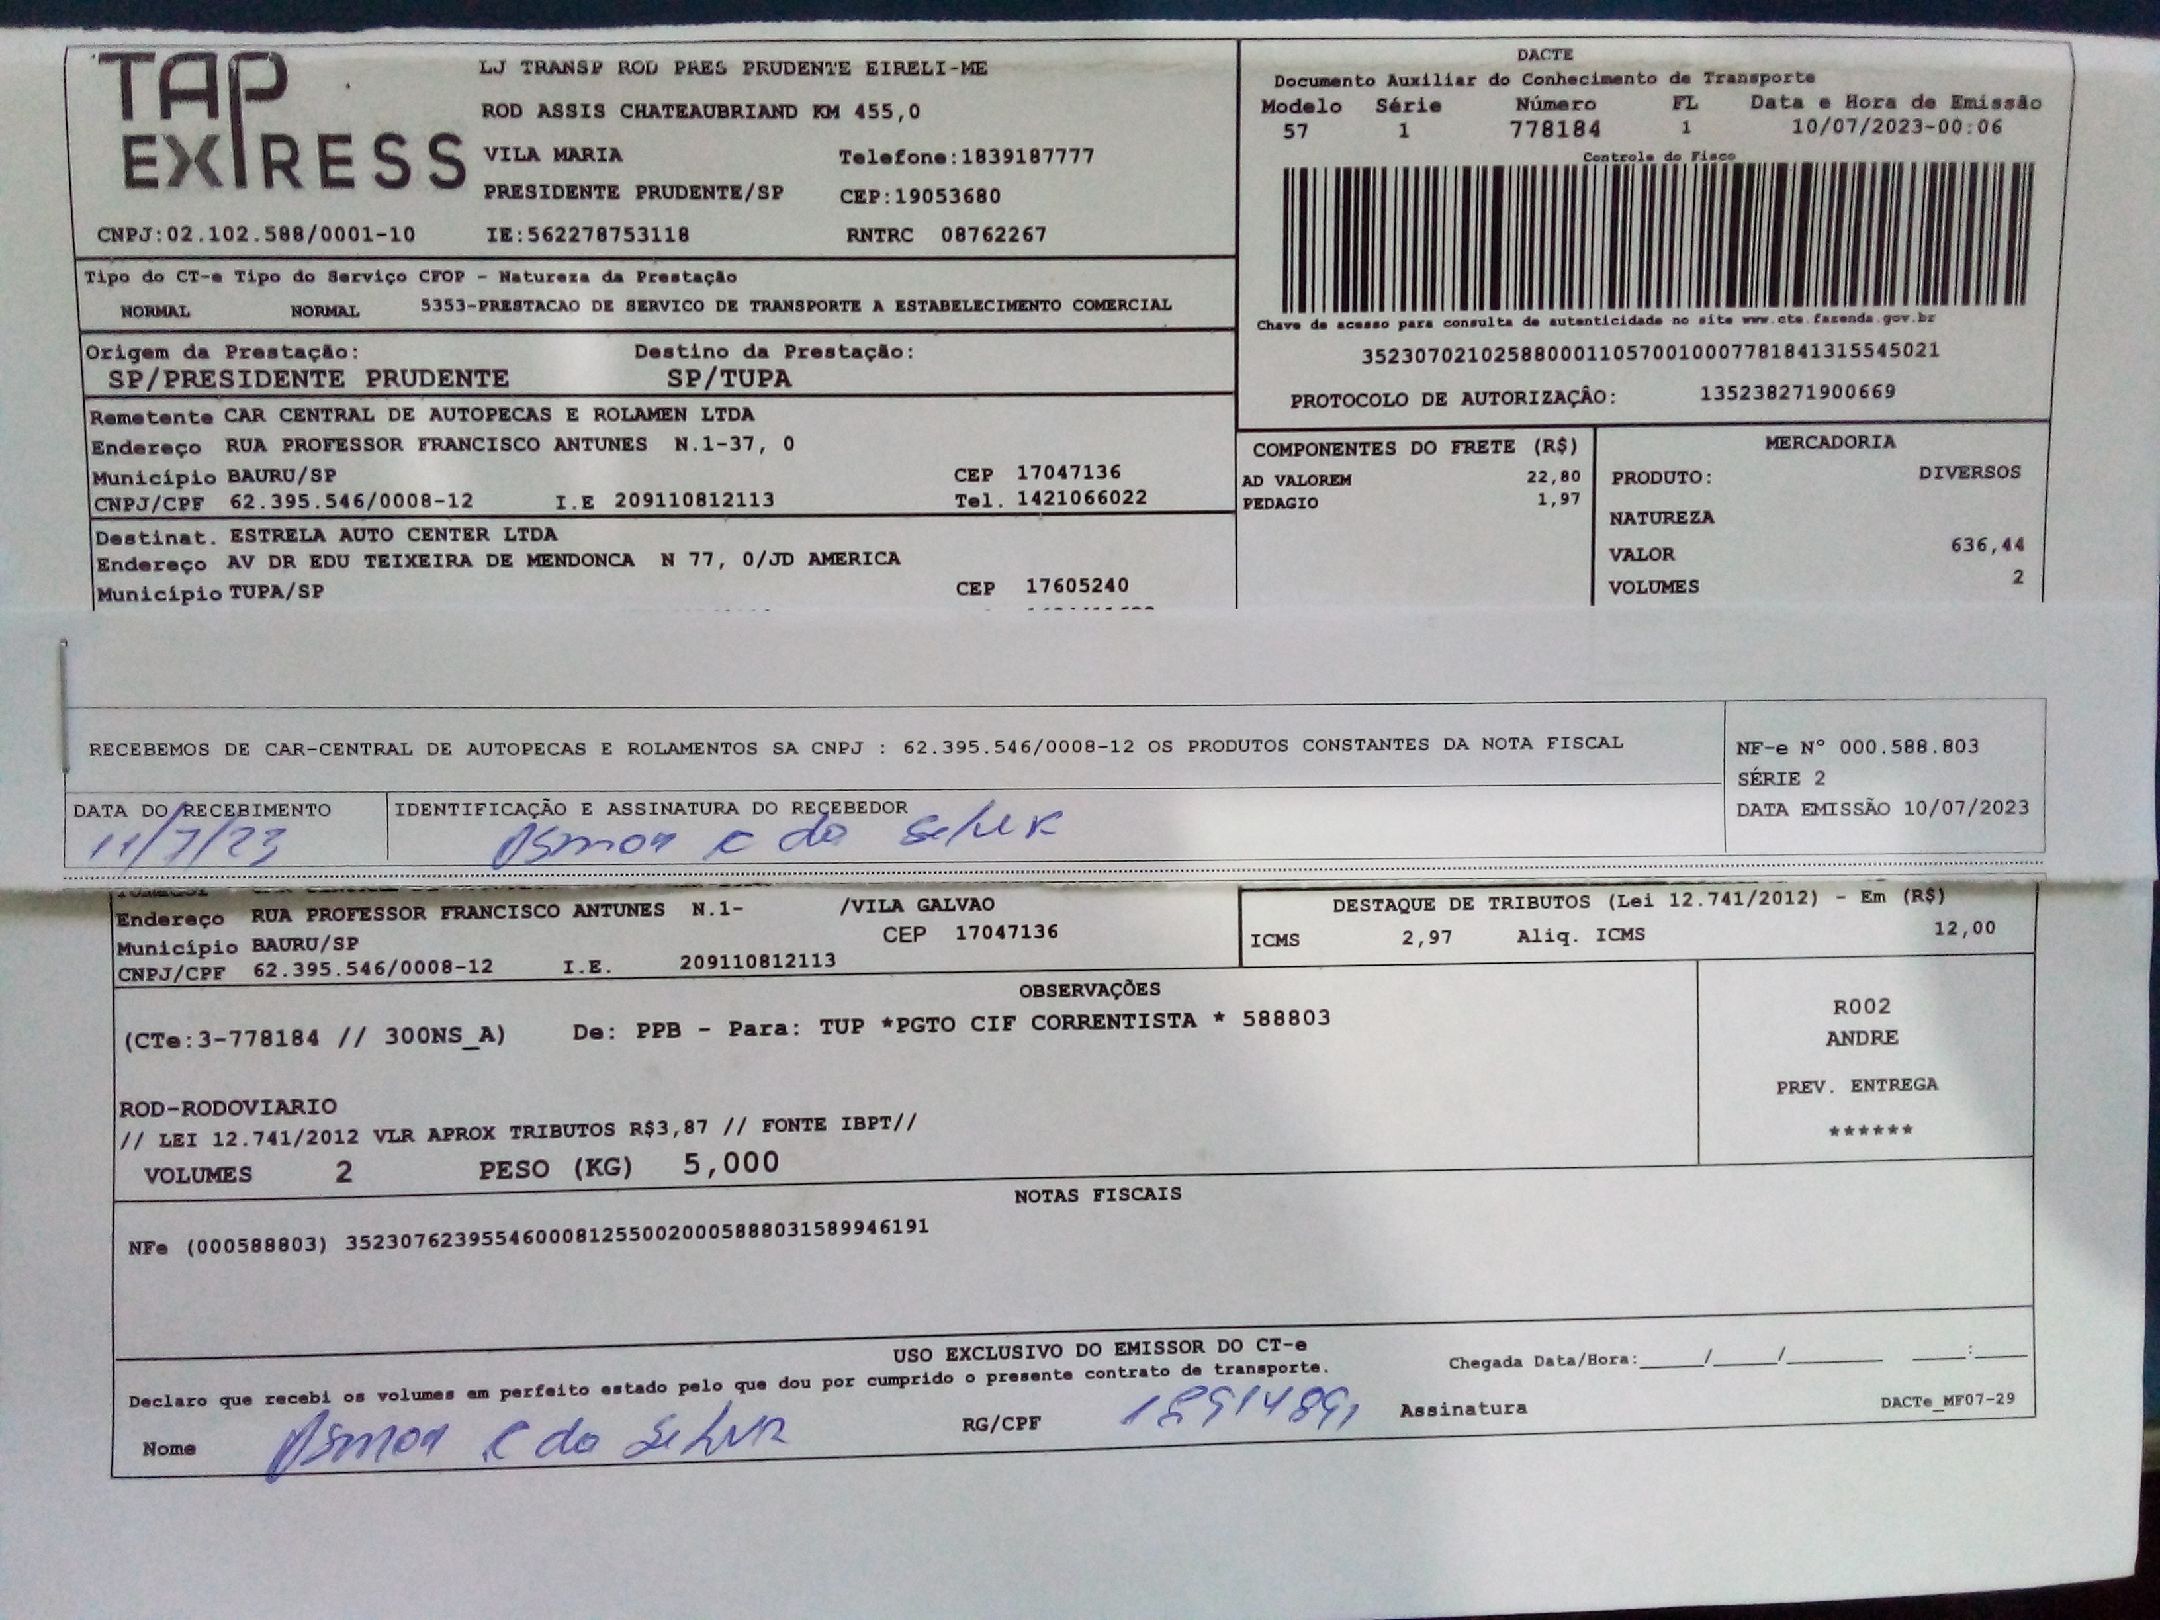 TAP EXPRESS
LJ TRANSP ROD PRES PRUDENTE EIRELI-ME
ROD ASSIS CHATEAUBRIAND KM 455,0
VILA MARIA Telefone:1839187777
PRESIDENTE PRUDENTE/SP CEP:19053680
CNPJ:02.102.588/0001-10 IE:562278753118 RNTRC 08762267
DACTE
Documento Auxiliar do Conhecimento de Transporte
Modelo Série Número FL Data e Hora de Emissão
57 1 778184 1 10/07/2023-00:06
Controle do Fisco
Chave de acesso para consulta de autenticidade no site www.cte.fazenda.gov.br
35230702102588000110570010007781841315545021
PROTOCOLO DE AUTORIZAÇÂO: 135238271900669
Tipo do CT-e Tipo do Serviço CFOP - Natureza da Prestação
NORMAL NORMAL 5353-PRESTACAO DE SERVICO DE TRANSPORTE A ESTABELECIMENTO COMERCIAL
Origem da Prestação: Destino da Prestação:
SP/PRESIDENTE PRUDENTE SP/TUPA
Remetente CAR CENTRAL DE AUTOPECAS E ROLAMEN LTDA
Endereço RUA PROFESSOR FRANCISCO ANTUNES N.1-37, 0
Município BAURU/SP CEP 17047136
CNPJ/CPF 62.395.546/0008-12 I.E 209110812113 Tel. 1421066022
Destinat. ESTRELA AUTO CENTER LTDA
Endereço AV DR EDU TEIXEIRA DE MENDONCA N 77, 0/JD AMERICA
Município TUPA/SP CEP 17605240
COMPONENTES DO FRETE (R$)
AD VALOREM 22,80
PEDAGIO 1,97
MERCADORIA
PRODUTO: DIVERSOS
NATUREZA
VALOR 636,44
VOLUMES 2
RECEBEMOS DE CAR-CENTRAL DE AUTOPECAS E ROLAMENTOS SA CNPJ : 62.395.546/0008-12 OS PRODUTOS CONSTANTES DA NOTA FISCAL
NF-e Nº 000.588.803
SÉRIE 2
DATA EMISSÃO 10/07/2023
DATA DO RECEBIMENTO IDENTIFICAÇÃO E ASSINATURA DO RECEBEDOR
11/7/23 Osmar C da Silva
Endereço RUA PROFESSOR FRANCISCO ANTUNES N.1- /VILA GALVAO
Município BAURU/SP CEP 17047136
CNPJ/CPF 62.395.546/0008-12 I.E. 209110812113
DESTAQUE DE TRIBUTOS (Lei 12.741/2012) - Em (R$)
ICMS 2,97 Aliq. ICMS 12,00
OBSERVAÇÕES
(CTe:3-778184 // 300NS_A) De: PPB - Para: TUP *PGTO CIF CORRENTISTA * 588803
ROD-RODOVIARIO
// LEI 12.741/2012 VLR APROX TRIBUTOS R$3,87 // FONTE IBPT//
VOLUMES 2 PESO (KG) 5,000
R002
ANDRE
PREV. ENTREGA
******
NOTAS FISCAIS
NFe (000588803) 35230762395546000812550020005888031589946191
USO EXCLUSIVO DO EMISSOR DO CT-e
Declaro que recebi os volumes em perfeito estado pelo que dou por cumprido o presente contrato de transporte.
Chegada Data/Hora:______/______/_________ _____:_____
Nome Osmar C da Silva RG/CPF Assinatura
DACTe_MF07-29